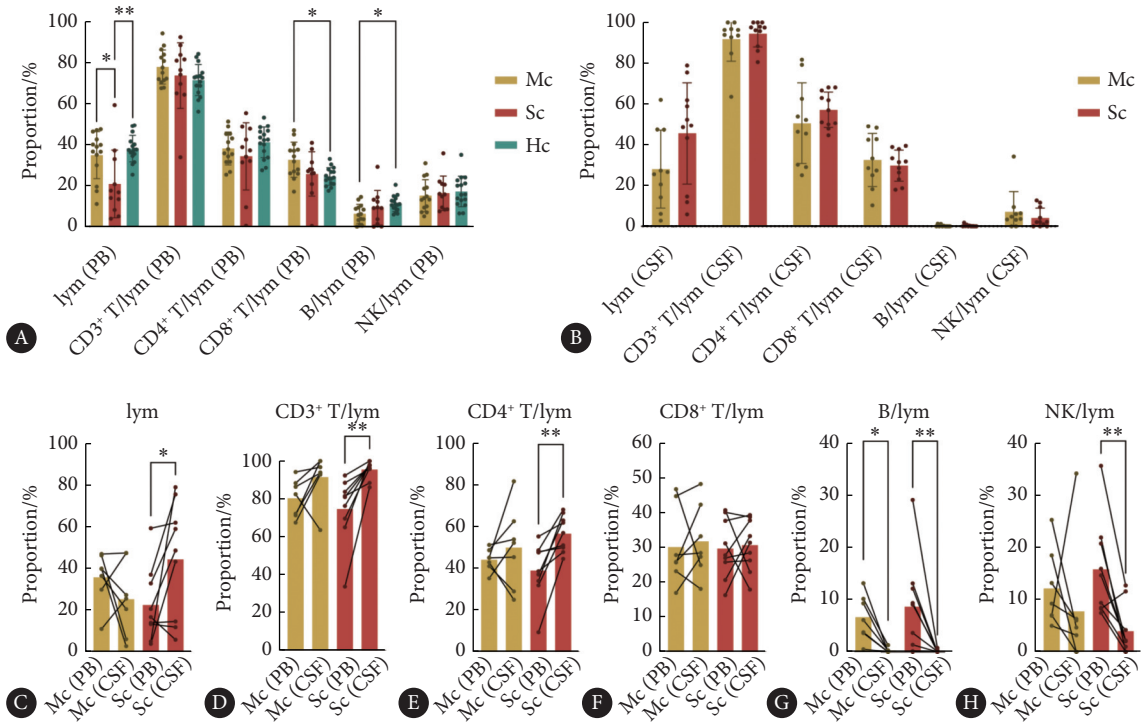 100
80
60
40
20
0
Proportion/%
*
**
*
*
Mc
Sc
Hc
lym (PB)
CD3⁺ T/lym (PB)
CD4⁺ T/lym (PB)
CD8⁺ T/lym (PB)
B/lym (PB)
NK/lym (PB)
A
100
80
60
40
20
0
Proportion/%
Mc
Sc
lym (CSF)
CD3⁺ T/lym (CSF)
CD4⁺ T/lym (CSF)
CD8⁺ T/lym (CSF)
B/lym (CSF)
NK/lym (CSF)
B
lym
100
80
60
40
20
0
Proportion/%
*
Mc (PB)
Mc (CSF)
Sc (PB)
Sc (CSF)
C
CD3⁺ T/lym
100
80
60
40
20
0
Proportion/%
**
Mc (PB)
Mc (CSF)
Sc (PB)
Sc (CSF)
D
CD4⁺ T/lym
100
80
60
40
20
0
Proportion/%
**
Mc (PB)
Mc (CSF)
Sc (PB)
Sc (CSF)
E
CD8⁺ T/lym
60
50
40
30
20
10
0
Proportion/%
Mc (PB)
Mc (CSF)
Sc (PB)
Sc (CSF)
F
B/lym
40
30
20
10
0
Proportion/%
*
**
Mc (PB)
Mc (CSF)
Sc (PB)
Sc (CSF)
G
NK/lym
40
30
20
10
0
Proportion/%
**
Mc (PB)
Mc (CSF)
Sc (PB)
Sc (CSF)
H